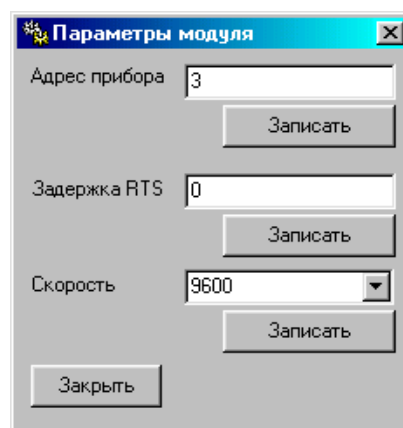 Параметры модуля
Адрес прибора 3
Записать
Задержка RTS 0
Записать
Скорость 9600
Записать
Закрыть